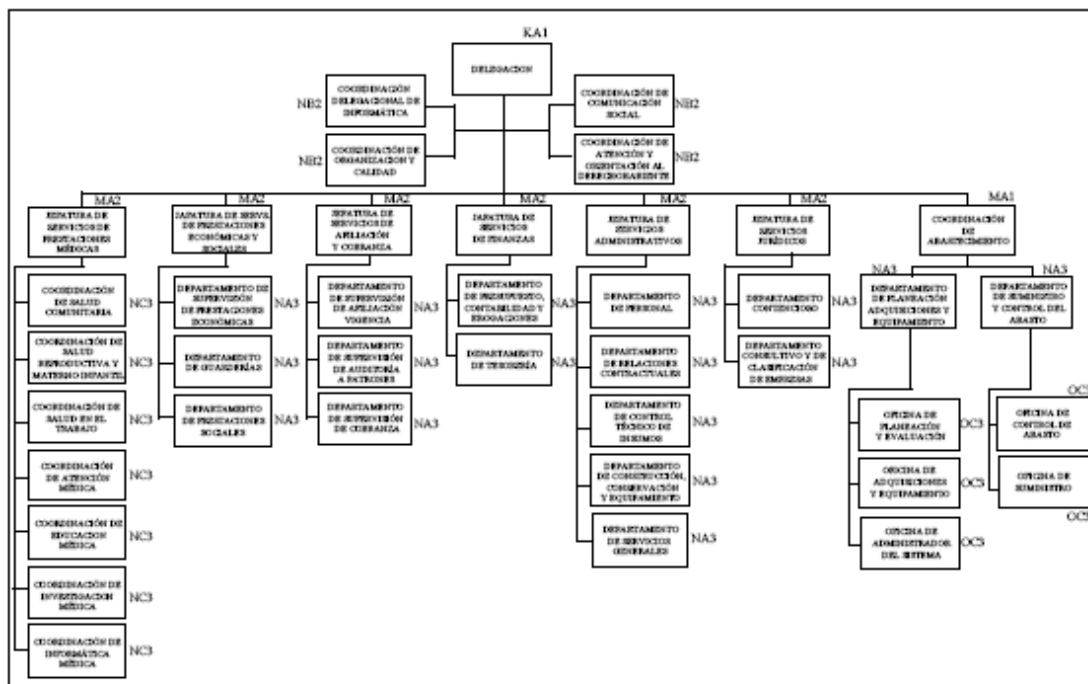 KA1
DELEGACION
NB2
COORDINACIÓN
DELEGACIONAL DE
INFORMÁTICA
COORDINACIÓN DE
COMUNICACIÓN
SOCIAL
NB2
NB2
COORDINACIÓN DE
ORGANIZACION Y
CALIDAD
COORDINACIÓN DE
ATENCIÓN Y
ORIENTACIÓN AL
DERECHOHABIENTE
NB2
MA2
JEFATURA DE
SERVICIOS DE
PRESTACIONES
MÉDICAS
MA2
JAFATURA DE SERVS.
DE PRESTACIONES
ECONÓMICAS Y
SOCIALES
MA2
JEFATURA DE
SERVICIOS DE
AFILIACIÓN
Y COBRANZA
MA2
JAFATURA DE
SERVICIOS
DE FINANZAS
MA2
JEFATURA DE
SERVICIOS
ADMINISTRATIVOS
MA2
JEFATURA DE
SERVICIOS
JURÍDICOS
MA1
COORDINACIÓN
DE
ABASTECIMIENTO
COORDINACIÓN
DE SALUD
COMUNITARIA
NC3
COORDINACIÓN DE
SALUD
REPRODUCTIVA Y
MATERNO INFANTIL
NC3
COORDINACIÓN DE
SALUD EN EL
TRABAJO
NC3
COORDINACIÓN
DE ATENCIÓN
MÉDICA
NC3
COORDINACIÓN DE
EDUCACION
MÉDICA
NC3
COORDINACIÓN DE
INVESTIGACION
MÉDICA
NC3
COORDINACIÓN DE
INFORMÁTICA
MÉDICA
NC3
DEPARTAMENTO DE
SUPERVISIÓN
DE PRESTACIONES
ECONÓMICAS
NA3
DEPARTAMENTO
DE GUARDERÍAS
NA3
DEPARTAMENTO
DE PRESTACIONES
SOCIALES
NA3
DEPARTAMENTO
DE SUPERVISIÓN
DE AFILIACIÓN
VIGENCIA
NA3
DEPARTAMENTO
DE SUPERVISIÓN
DE AUDITORÍA
A PATRONES
NA3
DEPARTAMENTO
DE SUPERVISIÓN
DE COBRANZA
NA3
DEPARTAMENTO
DE PRESUPUESTO,
CONTABILIDAD Y
EROGACIONES
NA3
DEPARTAMENTO
DE TESORERÍA
NA3
DEPARTAMENTO
DE PERSONAL
NA3
DEPARTAMENTO
DE RELACIONES
CONTRACTUALES
NA3
DEPARTAMENTO
DE CONTROL
TÉCNICO DE
INSUMOS
NA3
DEPARTAMENTO
DE CONSTRUCCIÓN,
CONSERVACIÓN
Y EQUIPAMIENTO
NA3
DEPARTAMENTO
DE SERVICIOS
GENERALES
NA3
DEPARTAMENTO
CONTENCIOSO
NA3
DEPARTAMENTO
CONSULTIVO Y DE
CLASIFICACIÓN
DE EMPRESAS
NA3
NA3
DEPARTAMENTO
DE PLANEACIÓN
ADQUISICIONES Y
EQUIPAMIENTO
NA3
DEPARTAMENTO
DE SUMINISTRO
Y CONTROL DEL
ABASTO
OFICINA DE
PLANEACIÓN
Y EVALUACIÓN
OC3
OFICINA DE
ADQUISICIONES
Y EQUIPAMIENTO
OC3
OFICINA DE
ADMINISTRADOR
DEL SISTEMA
OC3
OC3
OFICINA DE
CONTROL DE
ABASTO
OFICINA DE
SUMINISTRO
OC3